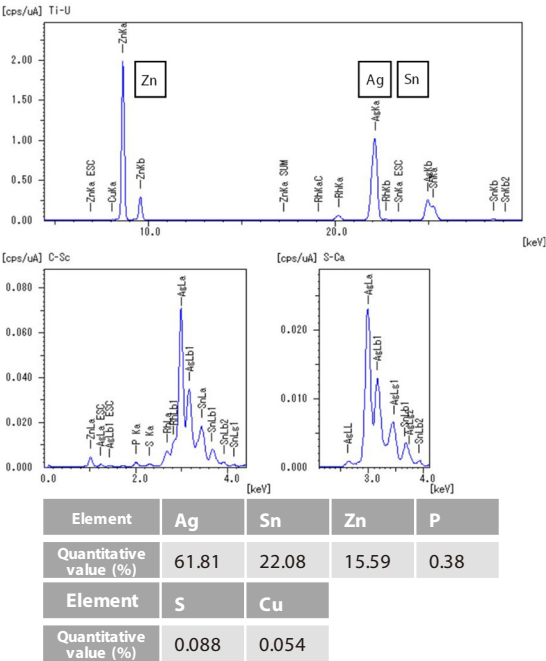 [cps/uA] Ti-U
2.00
1.50
1.00
0.50
0.00
ZnKa ESC
CuKa
ZnKa
Zn
ZnKb
ZnKa SUM
RhKaC
RhKa
Ag
AgKa
Sn
RhKb
SnKa ESC
AgKb
SnKa
SnKb
SnKb2
10.0
20.0
[keV]
[cps/uA] C-Sc
0.080
0.060
0.040
0.020
0.000
ZnLa
AgLa ESC
AgLb1 ESC
P Ka
S Ka
RhLa
RhLb1
AgLa
AgLb1
SnLa
SnLb1
SnLb2
SnLg1
0.0
2.0
4.0
[keV]
[cps/uA] S-Ca
0.020
0.010
0.000
AgLL
AgLa
AgLb1
AgLg1
SnLb1
SnLb2
3.0
4.0
[keV]
Element Ag Sn Zn P
Quantitative
value (%) 61.81 22.08 15.59 0.38
Element S Cu
Quantitative
value (%) 0.088 0.054